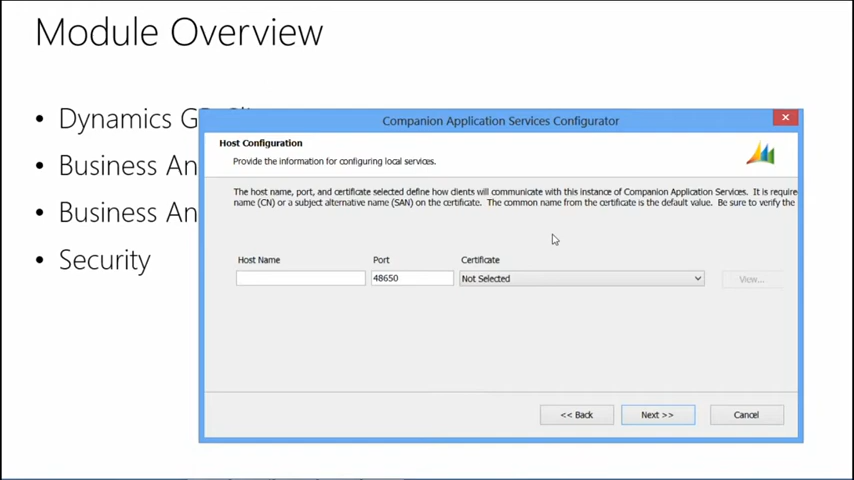 Module Overview
• Dynamics
• Business
• Business
• Security
Companion Application Services Configurator
Host Configuration
Provide the information for configuring local services.
The host name, port, and certificate selected define how clients will communicate with this instance of Companion Application Services. It is
name (CN) or a subject alternative name (SAN) on the certificate. The common name from the certificate is the default value. Be sure to verify the
Host Name Port Certificate
48650 Not Selected View...
<< Back Next >> Cancel